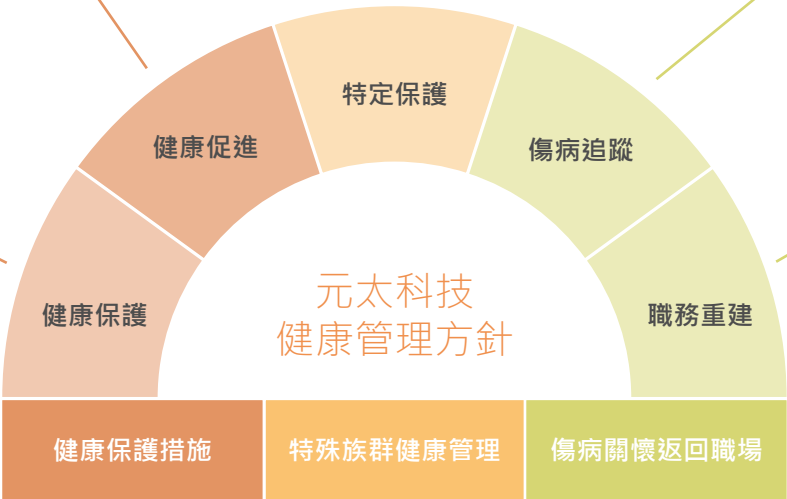 特定保護
健康促進
傷病追蹤
健康保護
職務重建
元太科技
健康管理方針
健康保護措施
特殊族群健康管理
傷病關懷返回職場